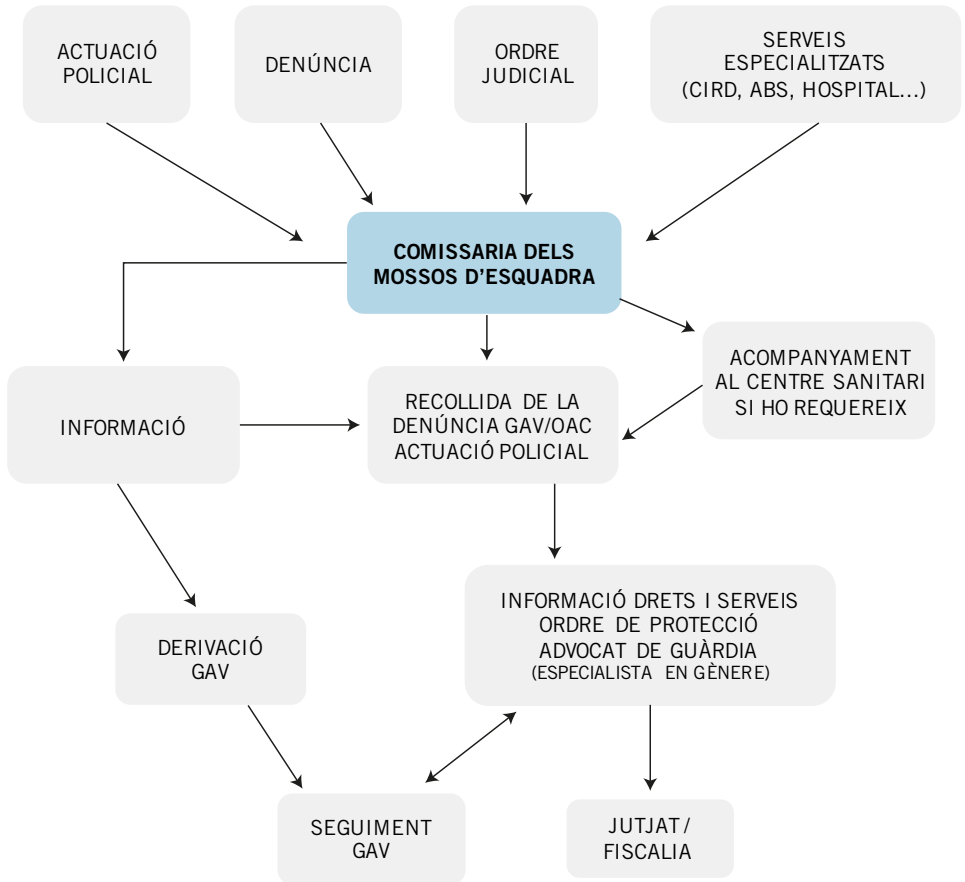 ACTUACIÓ
POLICIAL
DENÚNCIA
ORDRE
JUDICIAL
SERVEIS
ESPECIALITZATS
(CIRD, ABS, HOSPITAL...)
COMISSARIA DELS
MOSSOS D'ESQUADRA
INFORMACIÓ
RECOLLIDA DE LA
DENÚNCIA GAV/OAC
ACTUACIÓ POLICIAL
ACOMPANYAMENT
AL CENTRE SANITARI
SI HO REQUEREIX
DERIVACIÓ
GAV
INFORMACIÓ DRETS I SERVEIS
ORDRE DE PROTECCIÓ
ADVOCAT DE GUÀRDIA
(ESPECIALISTA EN GÈNERE)
SEGUIMENT
GAV
JUTJAT /
FISCALIA